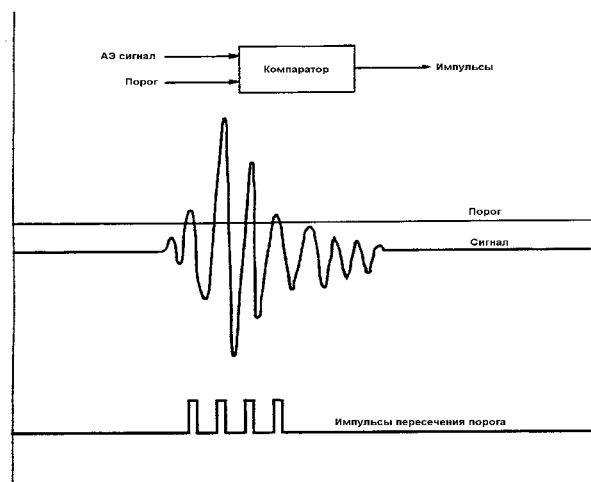 АЭ сигнал
Компаратор
Импульсы
Порог
Порог
Сигнал
Импульсы пересечения порога